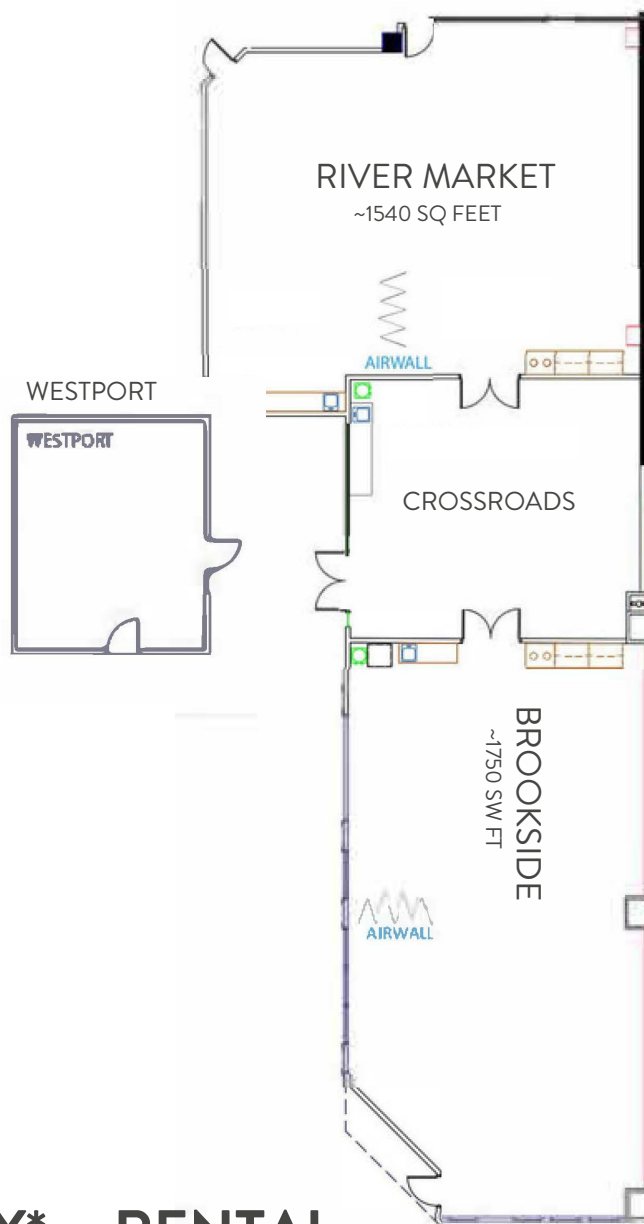 RIVER MARKET
~1540 SQ FEET
AIRWALL
WESTPORT
WESTPORT
CROSSROADS
BROOKSIDE
~1750 SW FT
AIRWALL
RENTAL